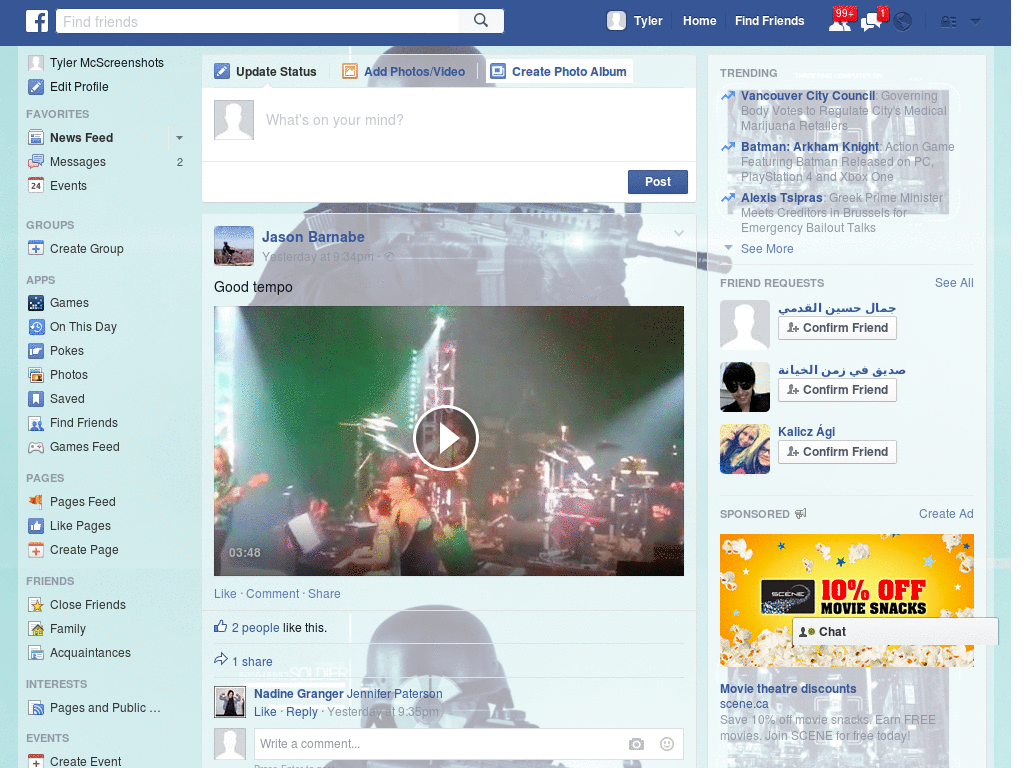 Find friends
Tyler
Home
Find Friends
99+
1
Tyler McScreenshots
Edit Profile
FAVORITES
News Feed
Messages 2
24
Events
GROUPS
Create Group
APPS
Games
On This Day
Pokes
Photos
Saved
Find Friends
Games Feed
PAGES
Pages Feed
Like Pages
Create Page
FRIENDS
Close Friends
Family
Acquaintances
INTERESTS
Pages and Public ...
EVENTS
Create Event
Update Status
Add Photos/Video
Create Photo Album
What's on your mind?
Post
Jason Barnabe
Yesterday at 9:34pm ·
Good tempo
03:48
Like · Comment · Share
2 people like this.
1 share
SOLDIER
Nadine Granger Jennifer Paterson
Like · Reply · Yesterday at 9:35pm
Write a comment...
TRENDING
Vancouver City Council: Governing
Body Votes to Regulate City's Medical
Marijuana Retailers
Batman: Arkham Knight: Action Game
Featuring Batman Released on PC,
PlayStation 4 and Xbox One
Alexis Tsipras: Greek Prime Minister
Meets Creditors in Brussels for
Emergency Bailout Talks
See More
FRIEND REQUESTS See All
جمال حسين القدمي
Confirm Friend
صديق في زمن الخيانة
Confirm Friend
Kalicz Ági
Confirm Friend
SPONSORED Create Ad
SCENE 10% OFF
MOVIE SNACKS
Chat
Movie theatre discounts
scene.ca
Save 10% off movie snacks. Earn FREE
movies. Join SCENE for free today!